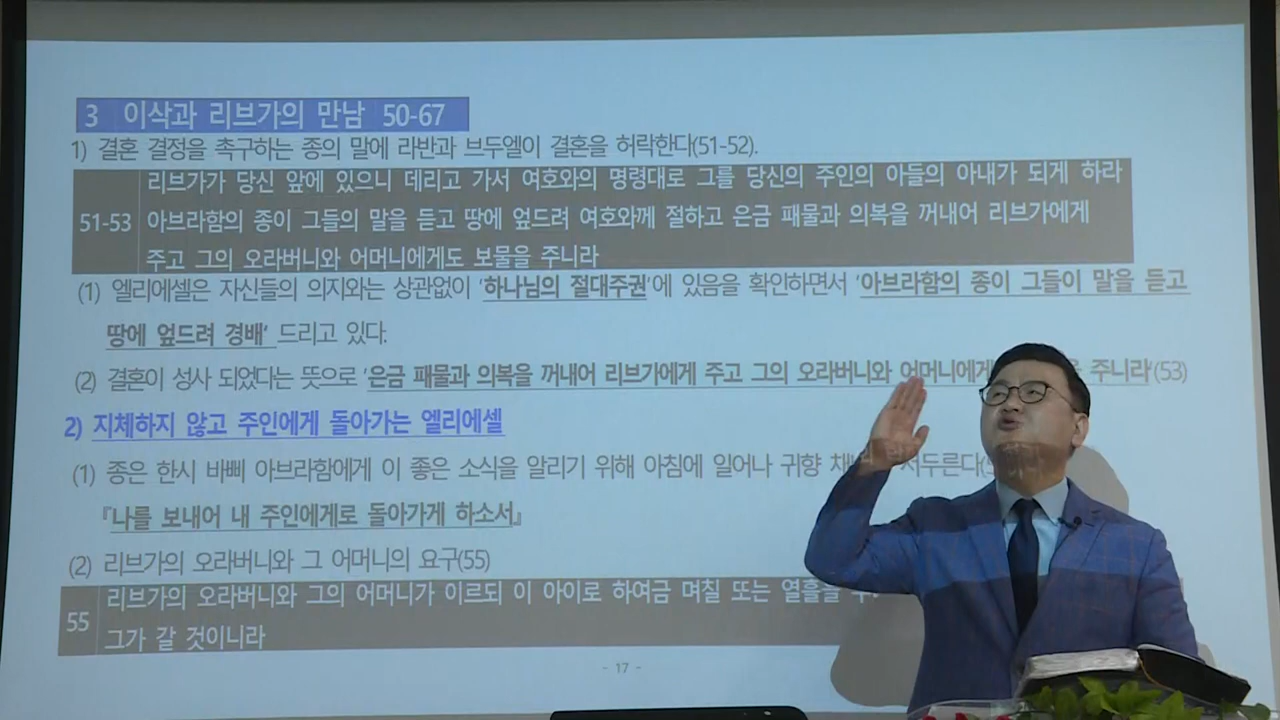 3 이삭과 리브가의 만남 50-67
1) 결혼 결정을 촉구하는 종의 말에 라반과 브두엘이 결혼을 허락한다(51-52).
리브가가 당신 앞에 있으니 데리고 가서 여호와의 명령대로 그를 당신의 주인의 아들의 아내가 되게 하라
51-53 아브라함의 종이 그들의 말을 듣고 땅에 엎드려 여호와께 절하고 은금 패물과 의복을 꺼내어 리브가에게
주고 그의 오라버니와 어머니에게도 보물을 주니라
(1) 엘리에셀은 자신들의 의지와는 상관없이 '하나님의 절대주권'에 있음을 확인하면서 '아브라함의 종이 그들이 말을 듣고
땅에 엎드려 경배' 드리고 있다.
(2) 결혼이 성사 되었다는 뜻으로 '은금 패물과 의복을 꺼내어 리브가에게 주고 그의 오라버니와 어머니에게 주니라'(53)
2) 지체하지 않고 주인에게 돌아가는 엘리에셀
(1) 종은 한시 바삐 아브라함에게 이 좋은 소식을 알리기 위해 아침에 일어나 귀향
『나를 보내어 내 주인에게로 돌아가게 하소서』
(2) 리브가의 오라버니와 그 어머니의 요구(55)
리브가의 오라버니와 그의 어머니가 이르되 이 아이로 하여금 며칠 또는 열흘을
55
그가 갈 것이니라
- 17 -